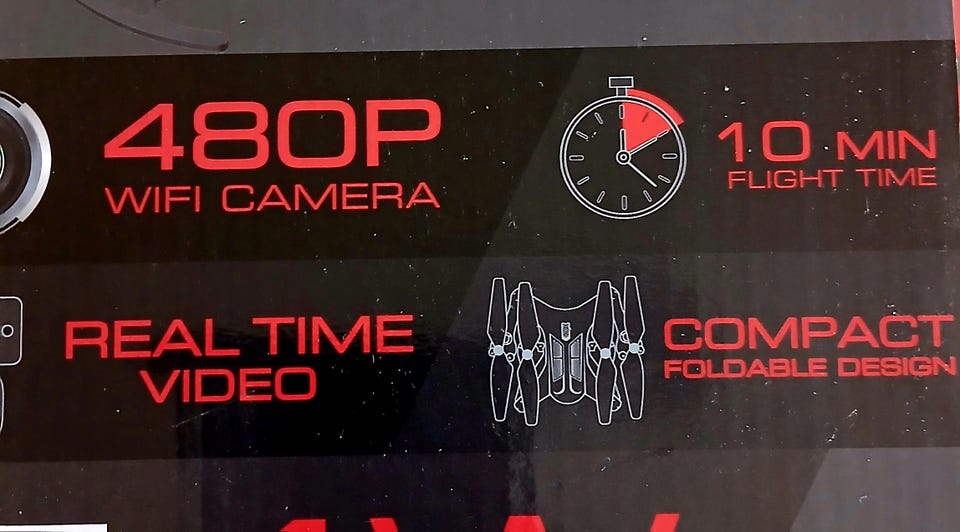 480P
WIFI CAMERA
10 MIN
FLIGHT TIME
REAL TIME
VIDEO
COMPACT
FOLDABLE DESIGN